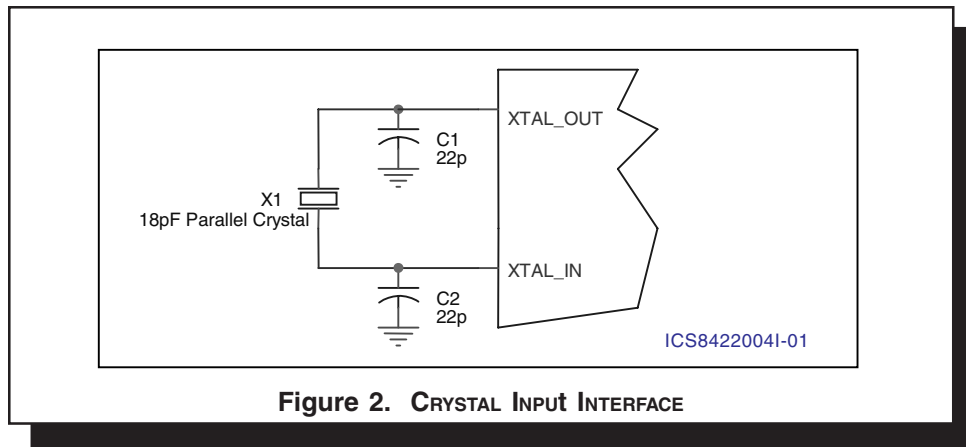 XTAL_OUT
C1
22p
X1
18pF Parallel Crystal
XTAL_IN
C2
22p
ICS8422004I-01
Figure 2. CRYSTAL INPUt INTERFACE